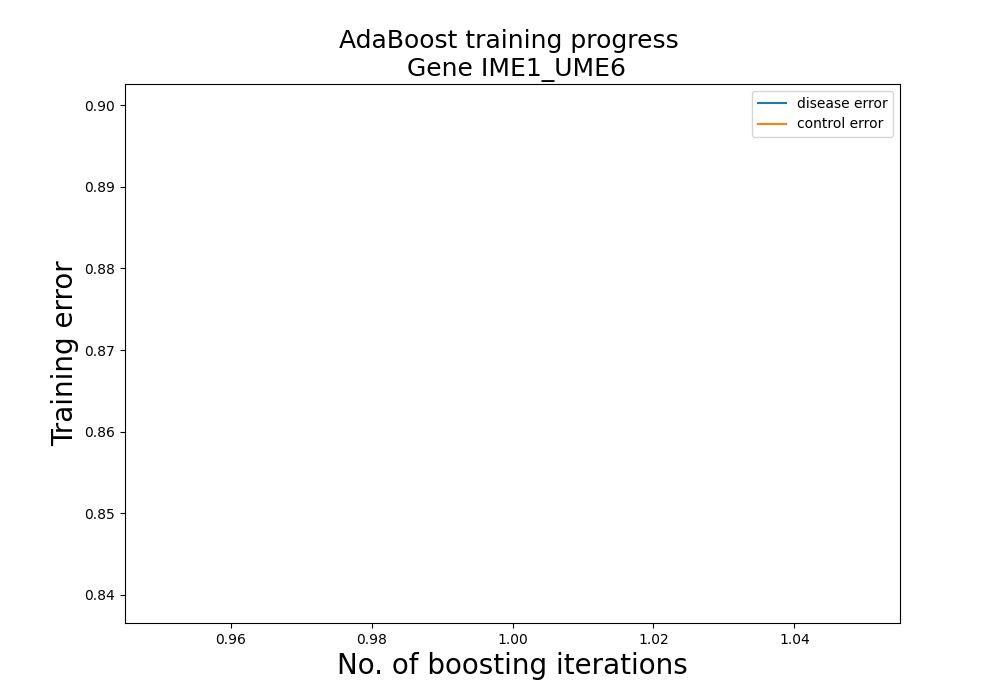 AdaBoost training progress
Gene IME1_UME6
disease error
control error
Training error
0.90
0.89
0.88
0.87
0.86
0.85
0.84
0.96 0.98 1.00 1.02 1.04
No. of boosting iterations